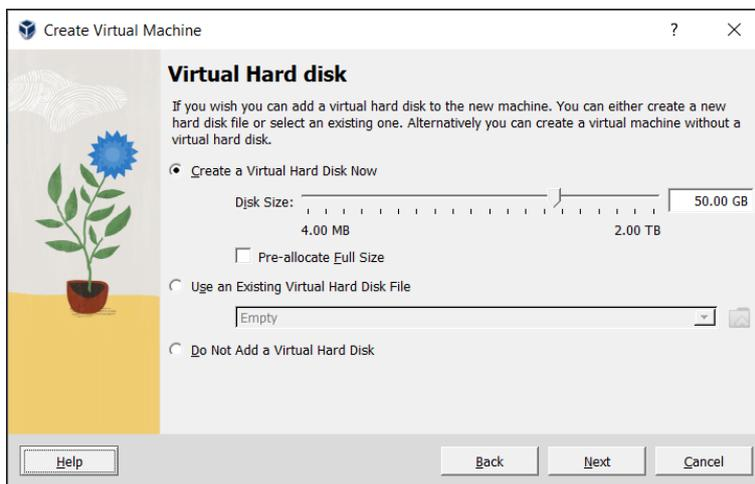 Create Virtual Machine
?
Virtual Hard disk
If you wish you can add a virtual hard disk to the new machine. You can either create a new
hard disk file or select an existing one. Alternatively you can create a virtual machine without a
virtual hard disk.
Create a Virtual Hard Disk Now
Disk Size:
50.00 GB
4.00 MB
2.00 TB
Pre-allocate Full Size
Use an Existing Virtual Hard Disk File
Empty
Do Not Add a Virtual Hard Disk
Help
Back
Next
Cancel